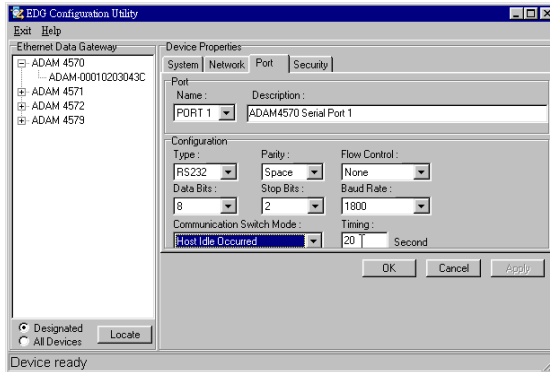 EDG Configuration Utility
Exit Help
Ethernet Data Gateway
ADAM 4570
ADAM-00010203043C
ADAM 4571
ADAM 4572
ADAM 4579
Designated
All Devices
Locate
Device Properties
System Network Port Security
Port
Name : Description :
PORT 1 ADAM4570 Serial Port 1
Configuration
Type : Parity : Flow Control :
RS232 Space None
Data Bits : Stop Bits : Baud Rate :
8 2 1800
Communication Switch Mode : Timing :
Host Idle Occurred 20 Second
OK Cancel Apply
Device ready